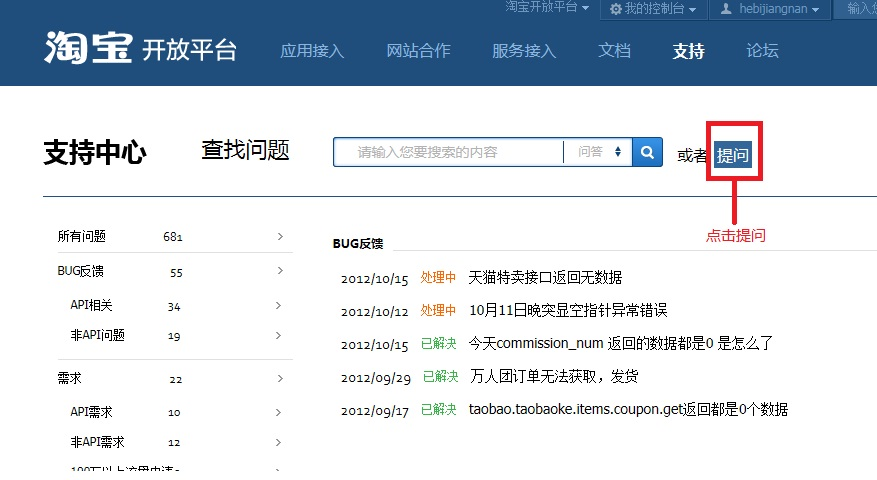 淘宝开放平台 我的控制台 hebijiangnan 输入您
淘宝 开放平台 应用接入 网站合作 服务接入 文档 支持 论坛
支持中心 查找问题 请输入您要搜索的内容 问答 或者 提问
点击提问
所有问题 681
BUG反馈 55
API相关 34
非API问题 19
需求 22
API需求 10
非API需求 12
BUG反馈
2012/10/15 处理中 天猫特卖接口返回无数据
2012/10/12 处理中 10月11日晚突显空指针异常错误
2012/10/15 已解决 今天commission_num 返回的数据都是0 是怎么了
2012/09/29 已解决 万人团订单无法获取，发货
2012/09/17 已解决 taobao.taobaoke.items.coupon.get返回都是0个数据